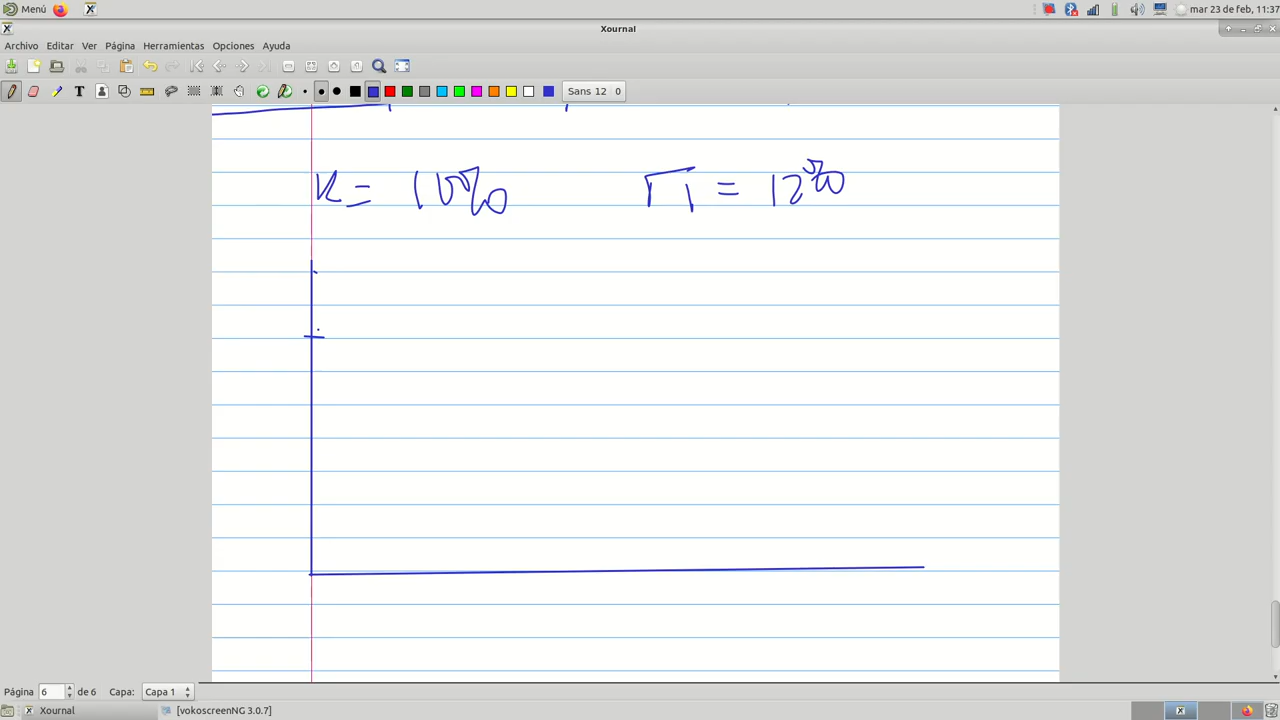 Menú mar 23 de feb, 11:37
Xournal
Archivo Editar Ver Página Herramientas Opciones Ayuda
Sans 12 0
K = 10% = 12%
Página 6 de 6 Capa: Capa 1
Xournal [vokoscreenNG 3.0.7]